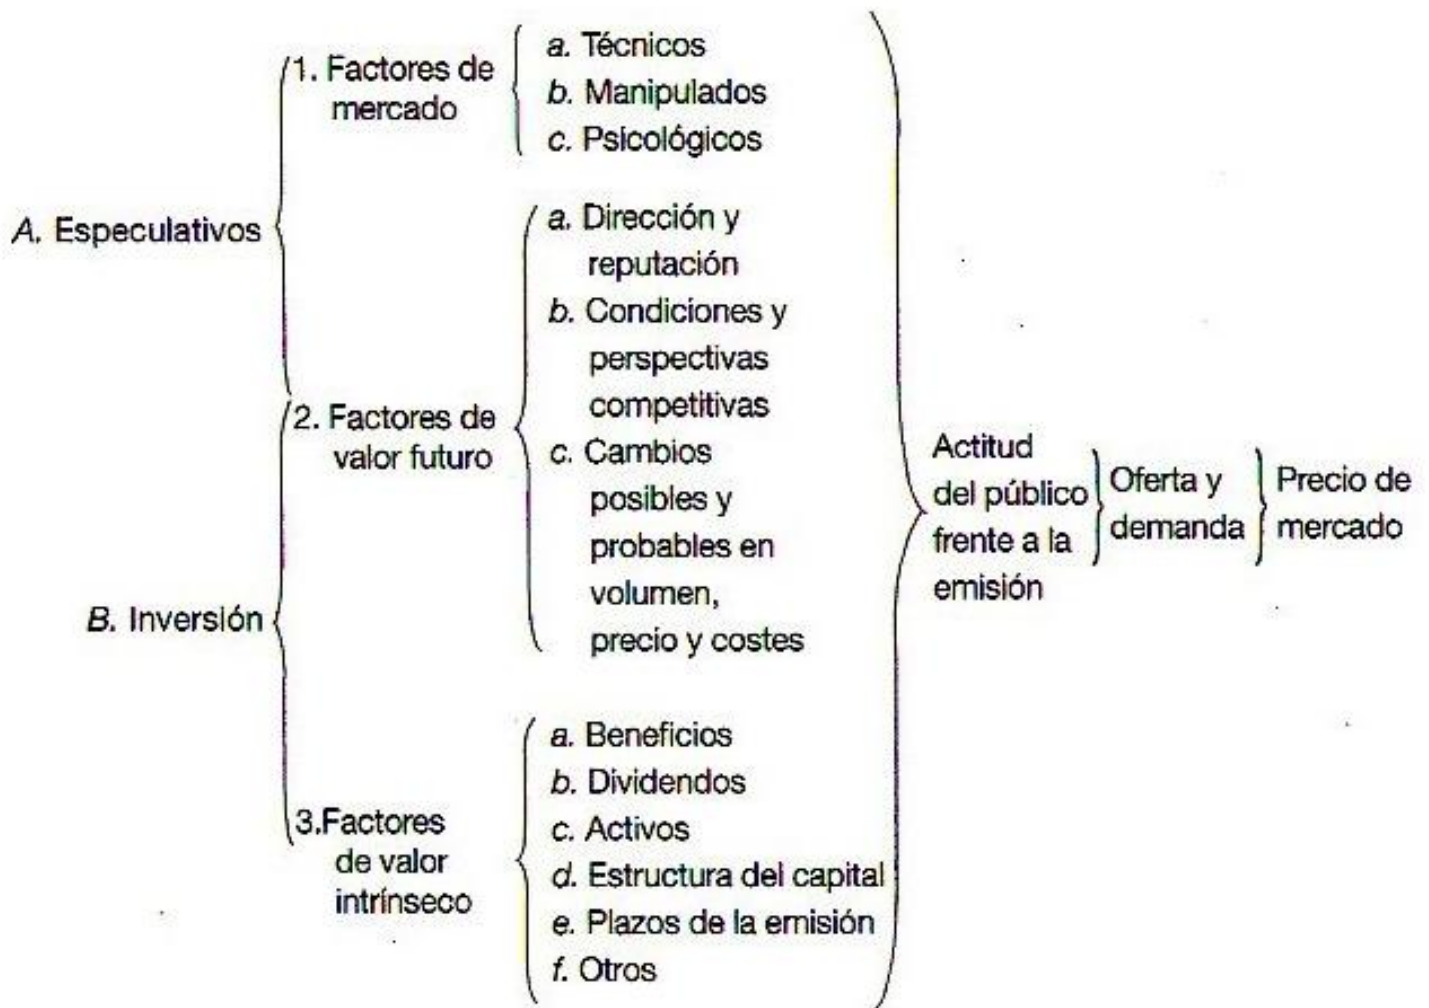 A. Especulativos
1. Factores de
mercado
a. Técnicos
b. Manipulados
c. Psicológicos
2. Factores de
valor futuro
a. Dirección y
reputación
b. Condiciones y
perspectivas
competitivas
c. Cambios
posibles y
probables en
volumen,
precio y costes
B. Inversión
3.Factores
de valor
intrínseco
a. Beneficios
b. Dividendos
c. Activos
d. Estructura del capital
e. Plazos de la emisión
f. Otros
Actitud
del público
frente a la
emisión
Oferta y
demanda
Precio de
mercado